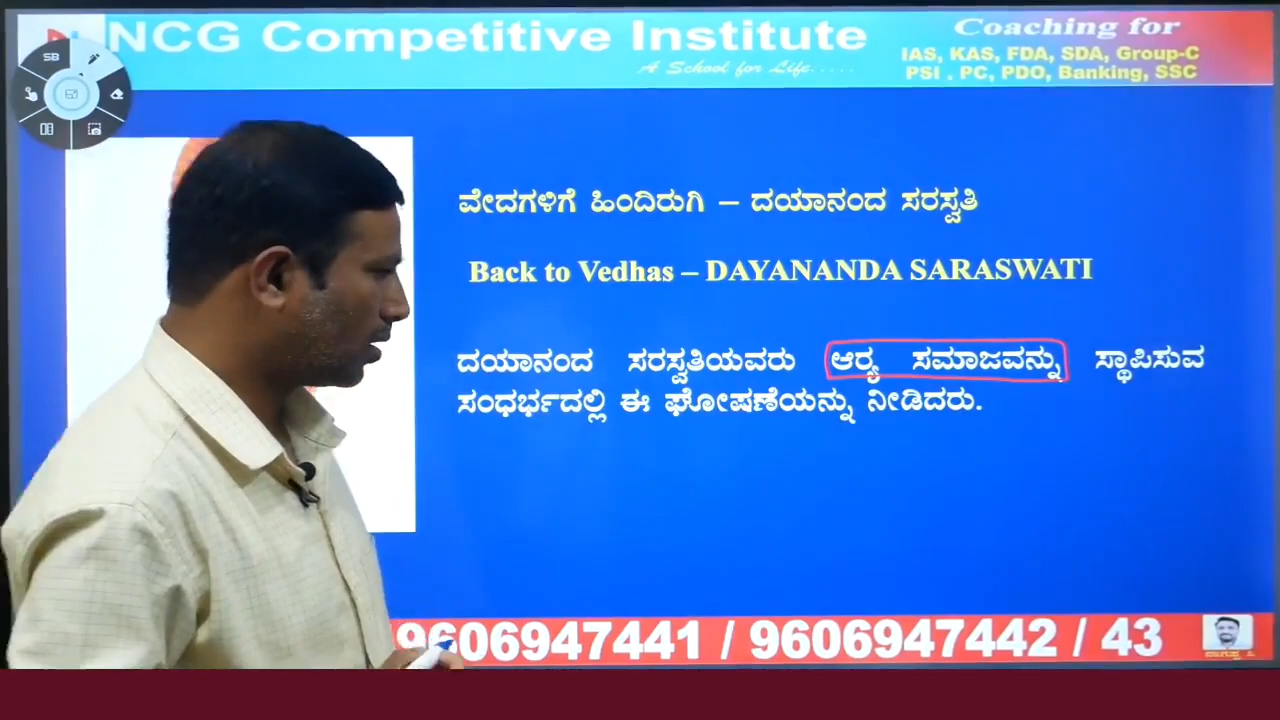 NCG Competitive Institute
A School for Life.....
Coaching for
IAS, KAS, FDA, SDA, Group-C
PSI . PC, PDO, Banking, SSC
SB
ವೇದಗಳಿಗೆ ಹಿಂದಿರುಗಿ – ದಯಾನಂದ ಸರಸ್ವತಿ
Back to Vedhas – DAYANANDA SARASWATI
ದಯಾನಂದ ಸರಸ್ವತಿಯವರು ಆರ‍್ಯ ಸಮಾಜವನ್ನು ಸ್ಥಾಪಿಸುವ
ಸಂಧರ್ಭದಲ್ಲಿ ಈ ಘೋಷಣೆಯನ್ನು ನೀಡಿದರು.
9606947441 / 9606947442 / 43